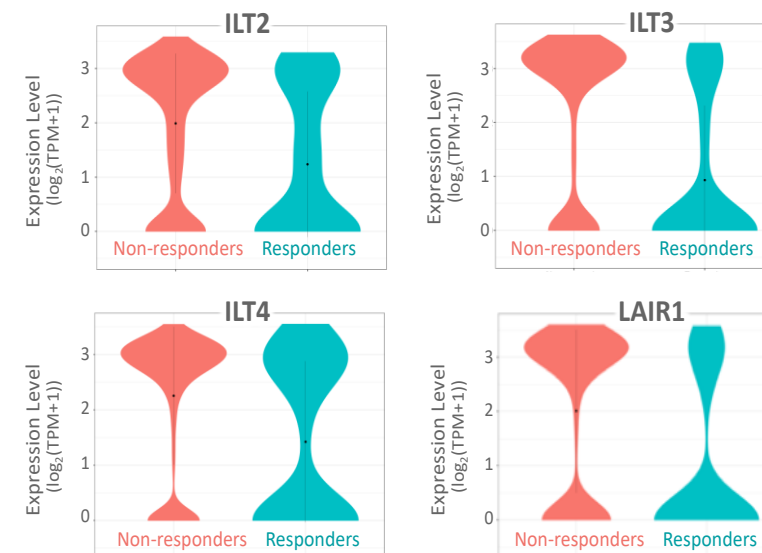 ILT2
Expression Level
(log₂(TPM+1))
3
2
1
0
Non-responders Responders
ILT3
Expression Level
(log₂(TPM+1))
3
2
1
0
Non-responders Responders
ILT4
Expression Level
(log₂(TPM+1))
3
2
1
0
Non-responders Responders
LAIR1
Expression Level
(log₂(TPM+1))
3
2
1
0
Non-responders Responders